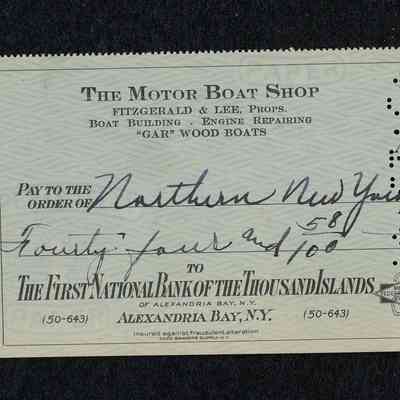 THE MOTOR BOAT SHOP
FITZGERALD & LEE, PROPS.
BOAT BUILDING . ENGINE REPAIRING
"GAR" WOOD BOATS
PAY TO THE
ORDER OF Northern New York
Fourty four and 58/100
TO
THE FIRST NATIONAL BANK OF THE THOUSAND ISLANDS
OF ALEXANDRIA BAY, N.Y.
(50-643) ALEXANDRIA BAY, N.Y. (50-643)
insured against fraudulent alteration